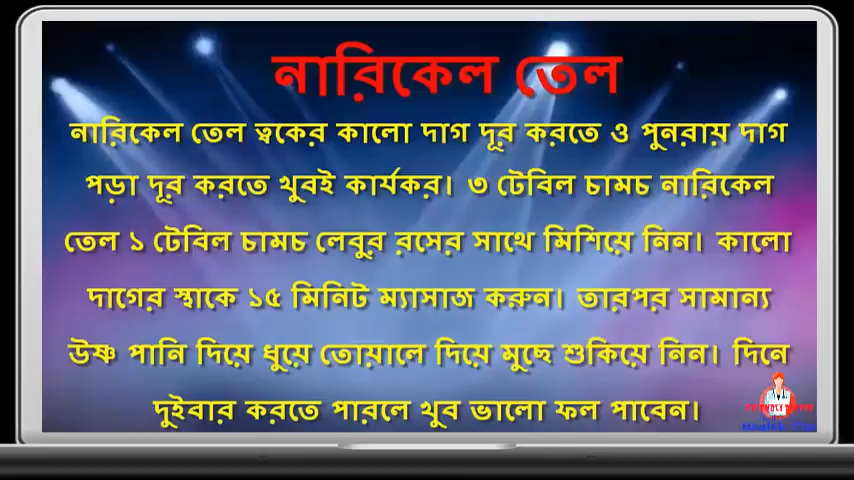 নারিকেল তেল
নারিকেল তেল ত্বকের কালো দাগ দূর করতে ও পুনরায় দাগ
পড়া দূর করতে খুবই কার্যকর। ৩ টেবিল চামচ নারিকেল
তেল ১ টেবিল চামচ লেবুর রসের সাথে মিশিয়ে নিন। কালো
দাগের স্থাকে ১৫ মিনিট ম্যাসাজ করুন। তারপর সামান্য
উষ্ণ পানি দিয়ে ধুয়ে তোয়ালে দিয়ে মুছে শুকিয়ে নিন। দিনে
দুইবার করতে পারলে খুব ভালো ফল পাবেন।